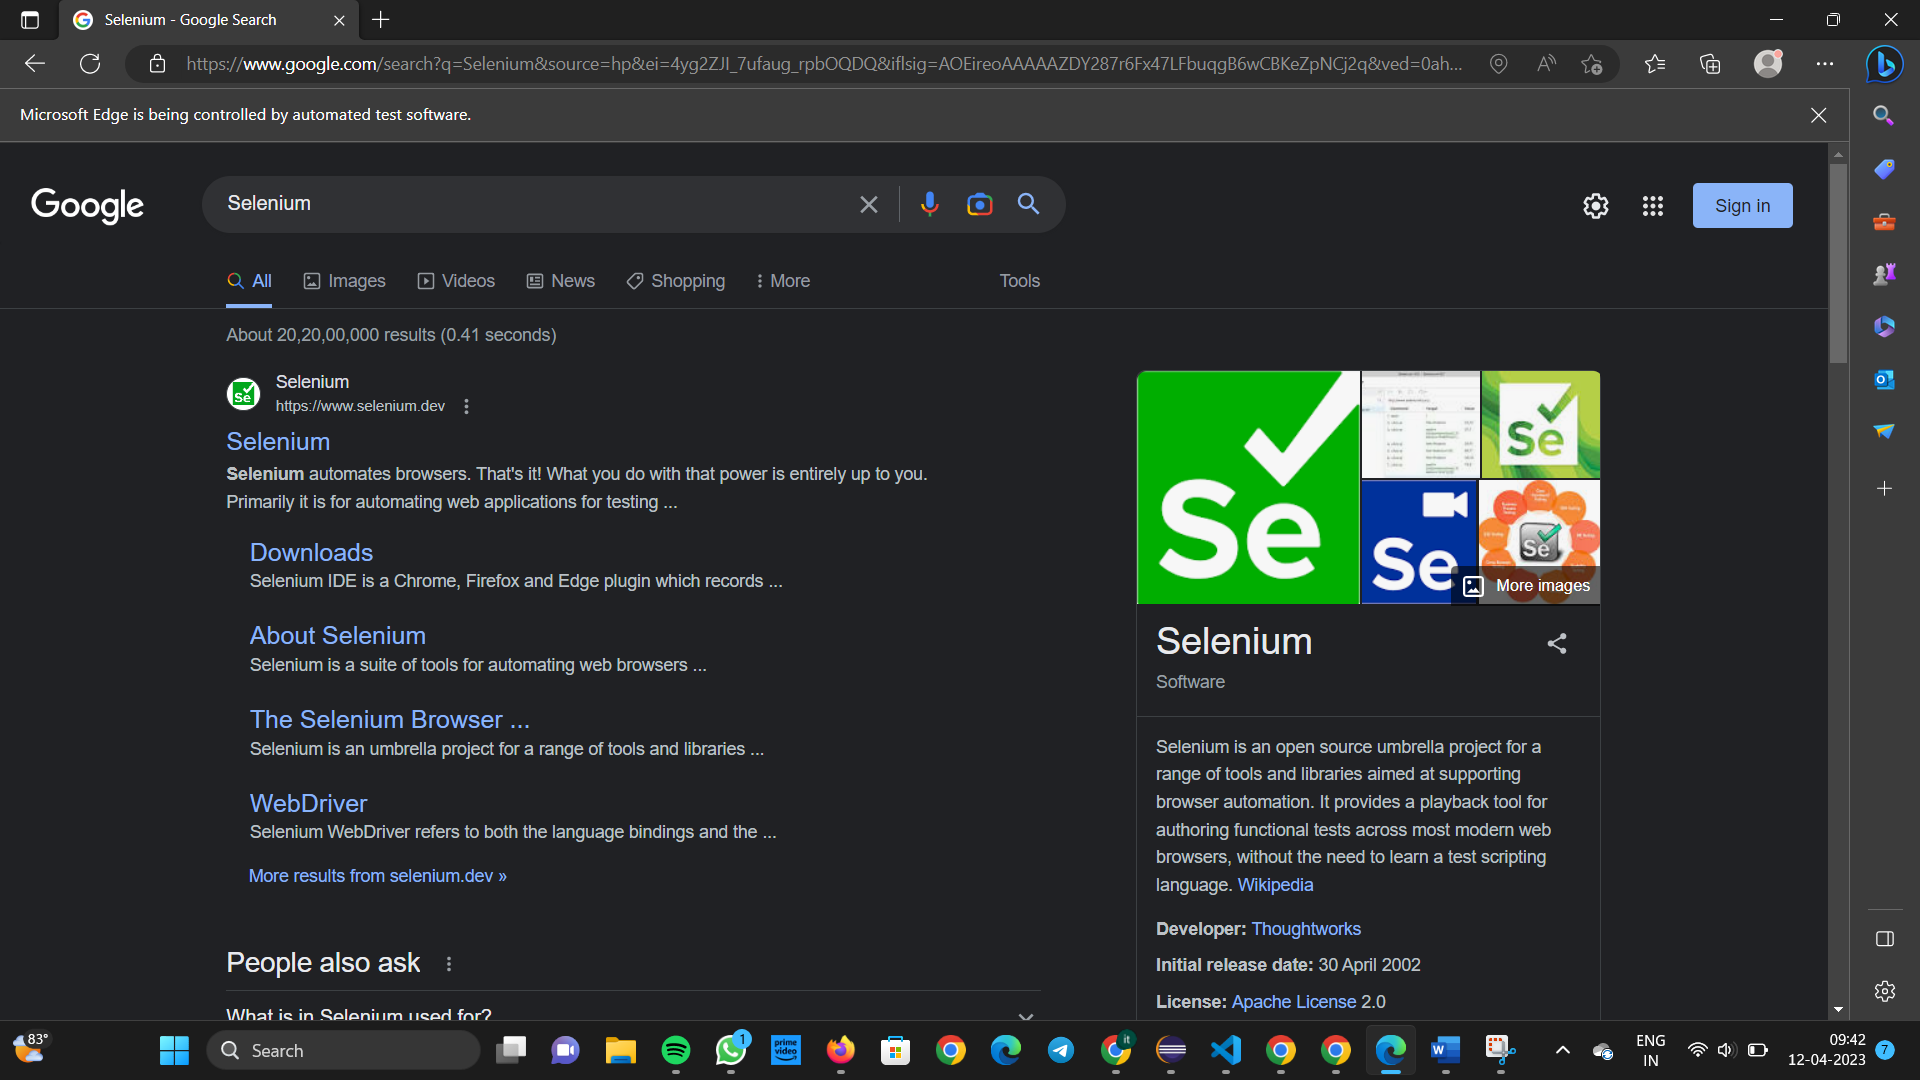 Selenium - Google Search
https://www.google.com/search?q=Selenium&source=hp&ei=4yg2ZJI_7ufaug_rpbOQDQ&iflsig=AOEireoAAAAAZDY287r6Fx47LFbuqgB6wCBKeZpNCj2q&ved=0ah...
Microsoft Edge is being controlled by automated test software.
Google
Selenium
Sign in
All
Images
Videos
News
Shopping
More
Tools
About 20,20,00,000 results (0.41 seconds)
Selenium
https://www.selenium.dev
Selenium
Selenium automates browsers. That's it! What you do with that power is entirely up to you.
Primarily it is for automating web applications for testing ...
Downloads
Selenium IDE is a Chrome, Firefox and Edge plugin which records ...
About Selenium
Selenium is a suite of tools for automating web browsers ...
The Selenium Browser ...
Selenium is an umbrella project for a range of tools and libraries ...
WebDriver
Selenium WebDriver refers to both the language bindings and the ...
More results from selenium.dev »
People also ask
What is in Selenium used for?
Se
Se
Se
Se
Se
More images
Selenium
Software
Selenium is an open source umbrella project for a
range of tools and libraries aimed at supporting
browser automation. It provides a playback tool for
authoring functional tests across most modern web
browsers, without the need to learn a test scripting
language. Wikipedia
Developer: Thoughtworks
Initial release date: 30 April 2002
License: Apache License 2.0
83°
Search
1
prime
video
it
W
ENG
IN
09:42
12-04-2023
7